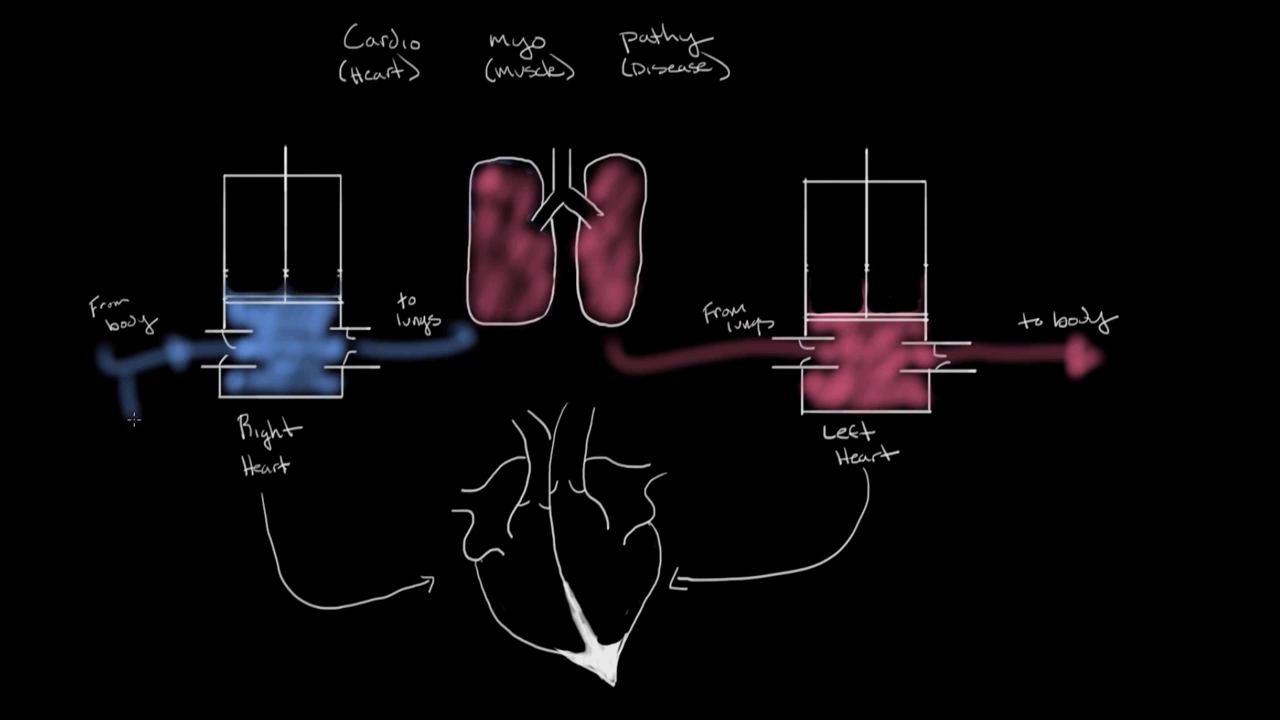 Cardio myo pathy
(Heart) (Muscle) (Disease)
From
body
to
lungs
From
lungs
to body
Right
Heart
Left
Heart